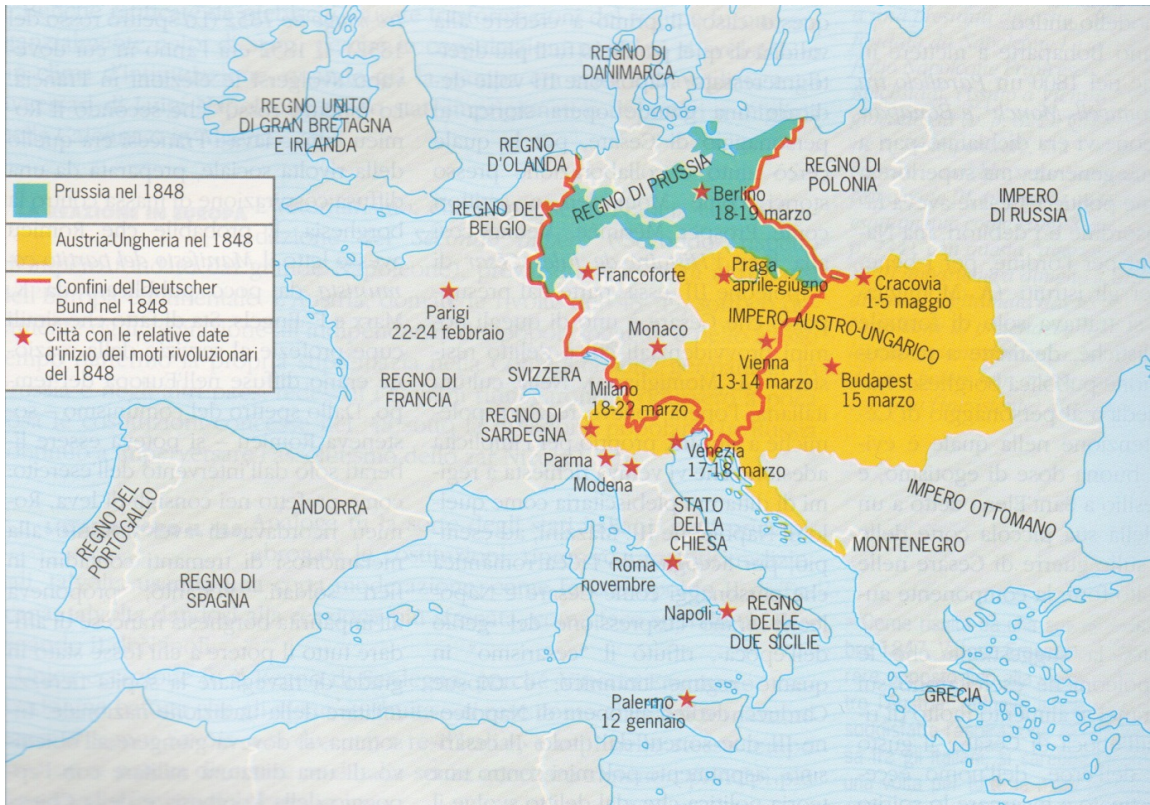 REGNO UNITO
DI GRAN BRETAGNA
E IRLANDA
REGNO DI
DANIMARCA
REGNO
D'OLANDA
REGNO DEL
BELGIO
REGNO DI PRUSSIA
Berlino
18-19 marzo
REGNO DI
POLONIA
IMPERO
DI RUSSIA
Prussia nel 1848
Austria-Ungheria nel 1848
Confini del Deutscher
Bund nel 1848
Città con le relative date
d'inizio dei moti rivoluzionari
del 1848
Francoforte
Praga
aprile-giugno
Cracovia
1-5 maggio
Parigi
22-24 febbraio
Monaco
IMPERO AUSTRO-UNGARICO
Vienna
13-14 marzo
Budapest
15 marzo
REGNO DI
FRANCIA
SVIZZERA
Milano
18-22 marzo
REGNO DI
SARDEGNA
Venezia
17-18 marzo
Parma
Modena
REGNO DEL
PORTOGALLO
ANDORRA
REGNO DI
SPAGNA
STATO
DELLA
CHIESA
IMPERO OTTOMANO
MONTENEGRO
Roma
novembre
Napoli
REGNO
DELLE
DUE SICILIE
Palermo
12 gennaio
GRECIA